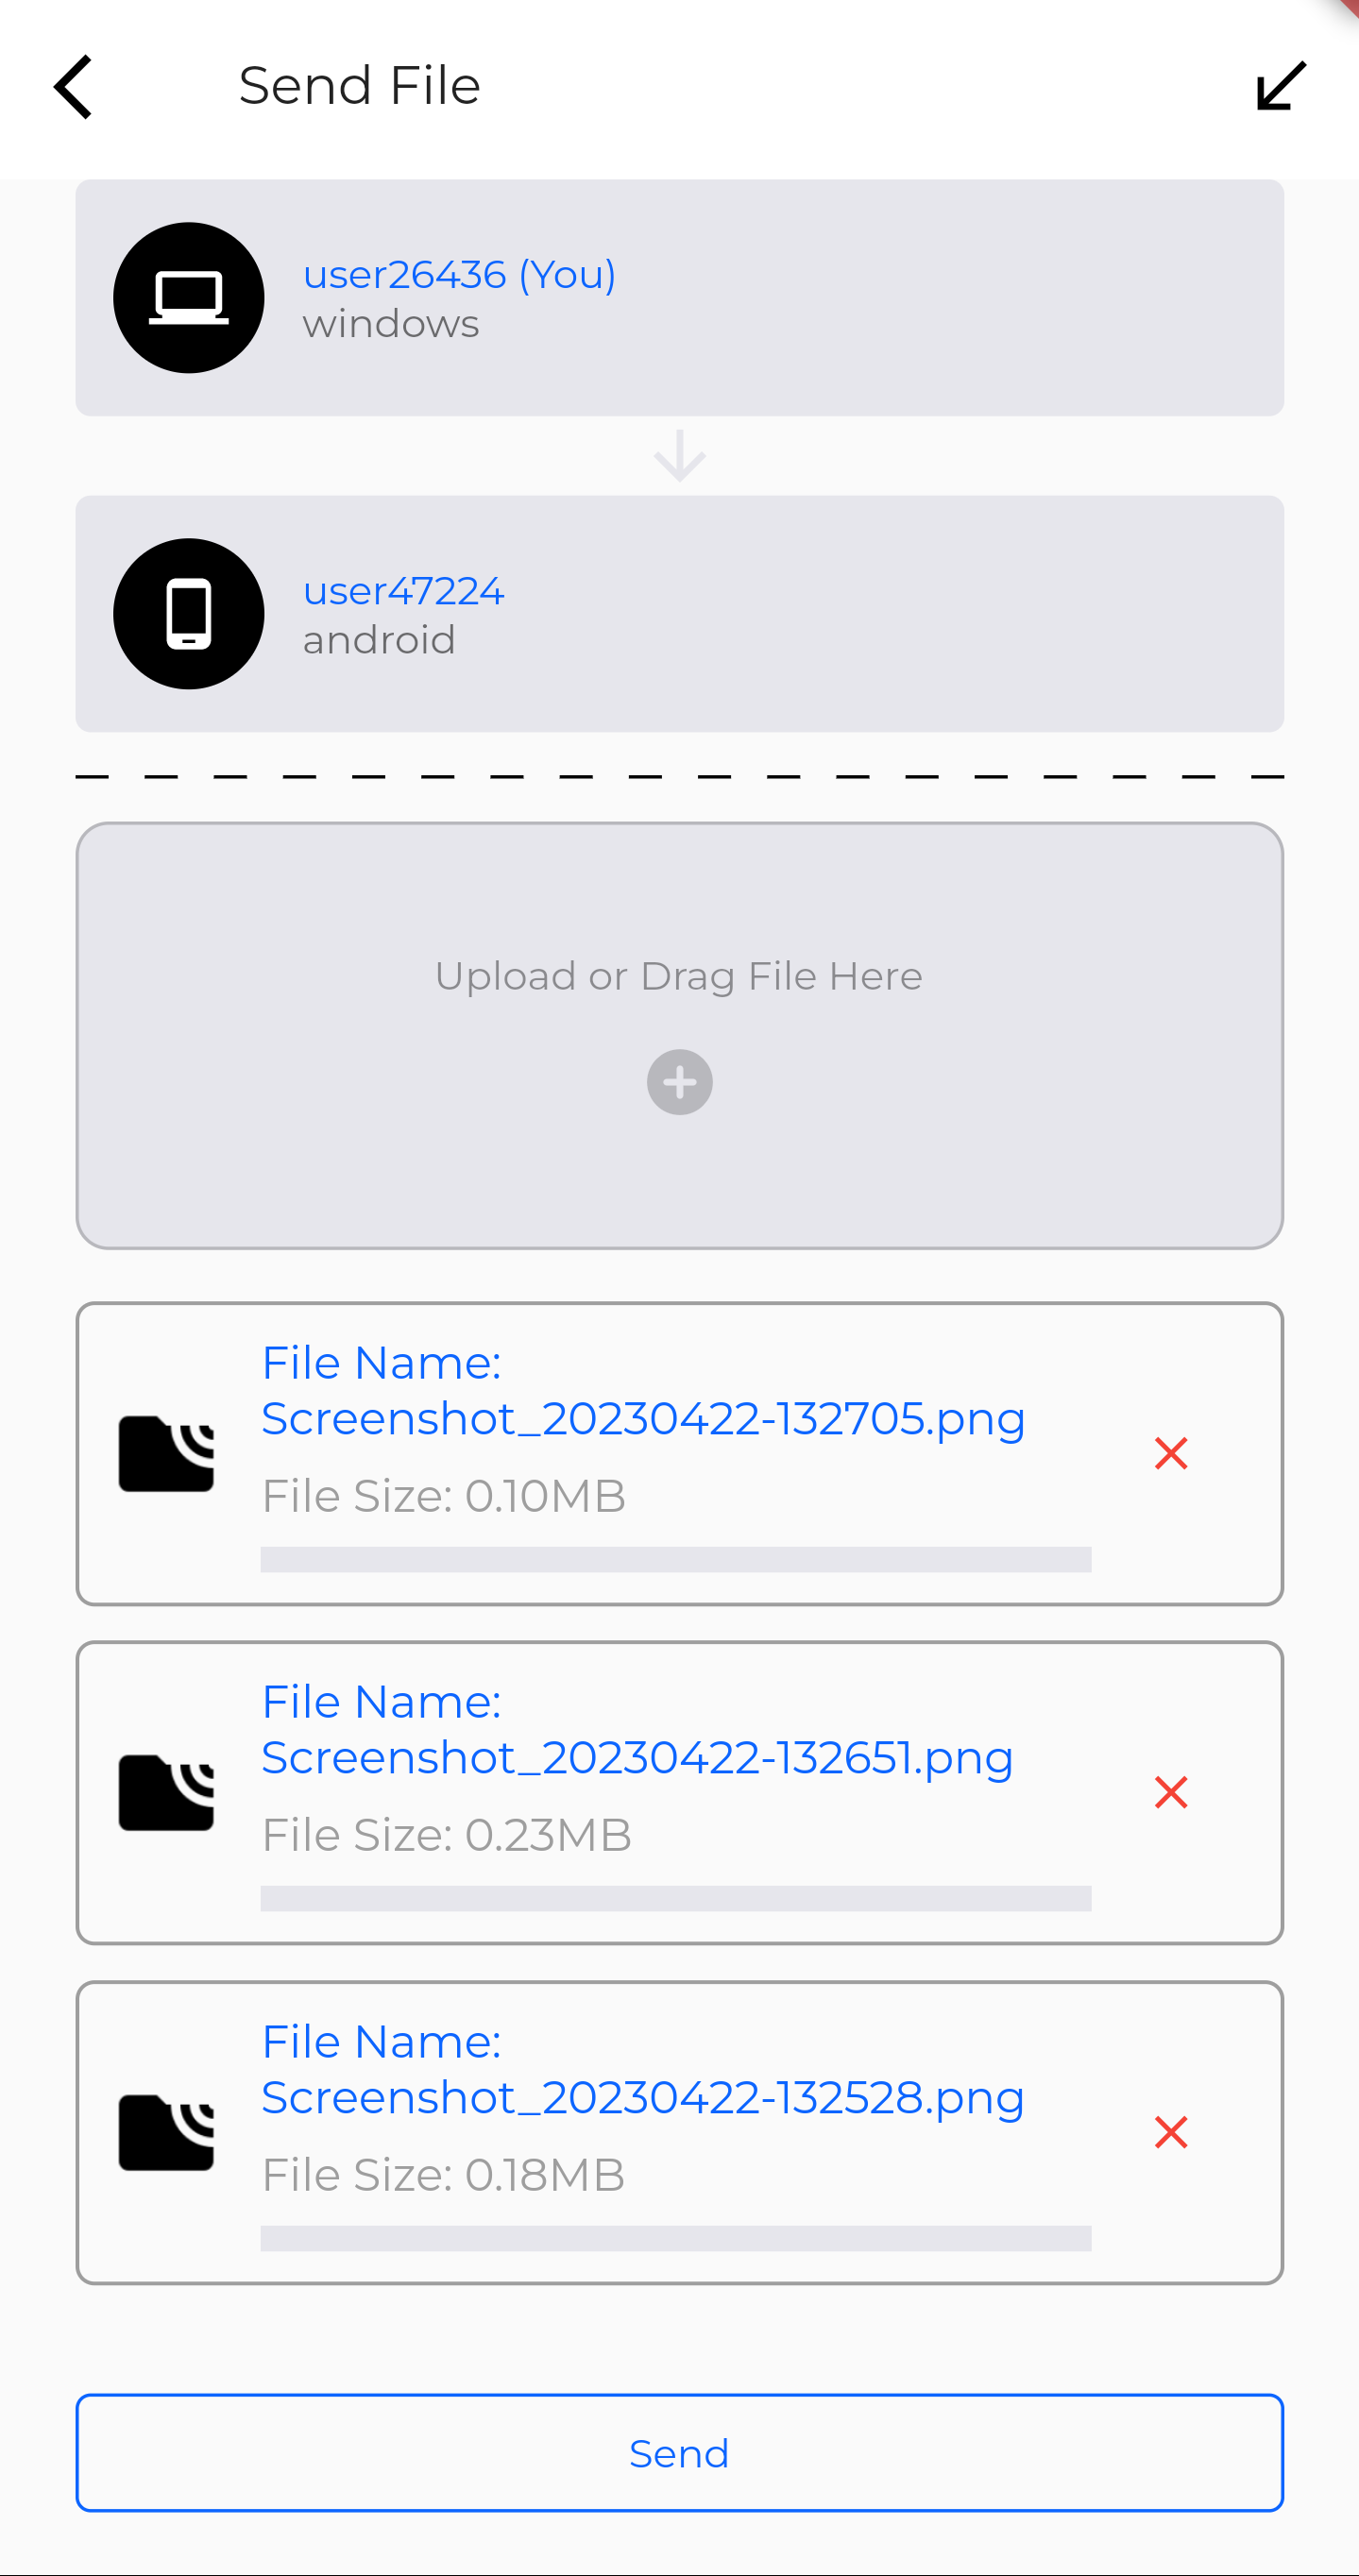 Send File
user26436 (You)
windows
user47224
android
Upload or Drag File Here
File Name:
Screenshot_20230422-132705.png
File Size: 0.10MB
File Name:
Screenshot_20230422-132651.png
File Size: 0.23MB
File Name:
Screenshot_20230422-132528.png
File Size: 0.18MB
Send